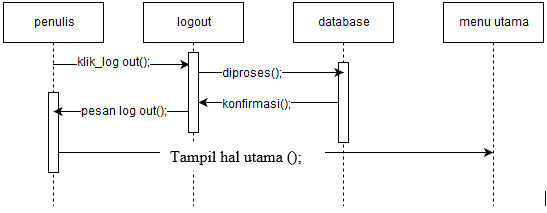 penulis
logout
database
menu utama
klik_log out();
diproses();
konfirmasi();
pesan log out();
Tampil hal utama ();